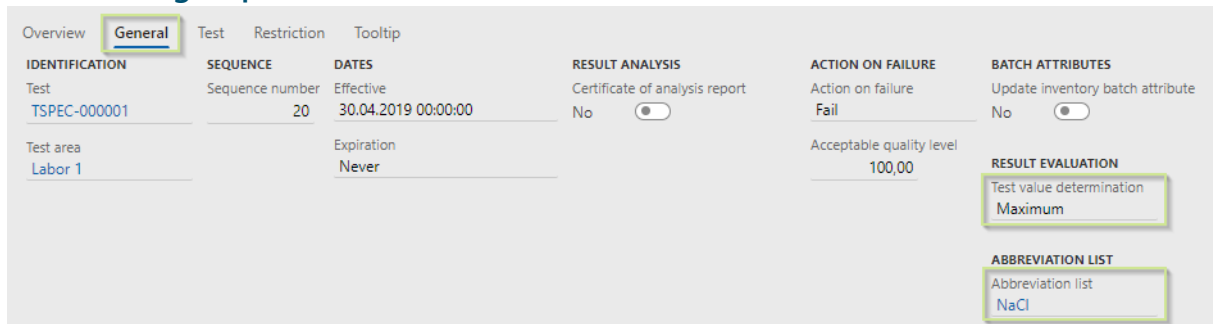 Overview General Test Restriction Tooltip
IDENTIFICATION SEQUENCE DATES RESULT ANALYSIS ACTION ON FAILURE BATCH ATTRIBUTES
Test Sequence number Effective Certificate of analysis report Action on failure Update inventory batch attribute
TSPEC-000001 20 30.04.2019 00:00:00 No Fail No
Test area Expiration Acceptable quality level
Labor 1 Never 100,00
RESULT EVALUATION
Test value determination
Maximum
ABBREVIATION LIST
Abbreviation list
NaCl